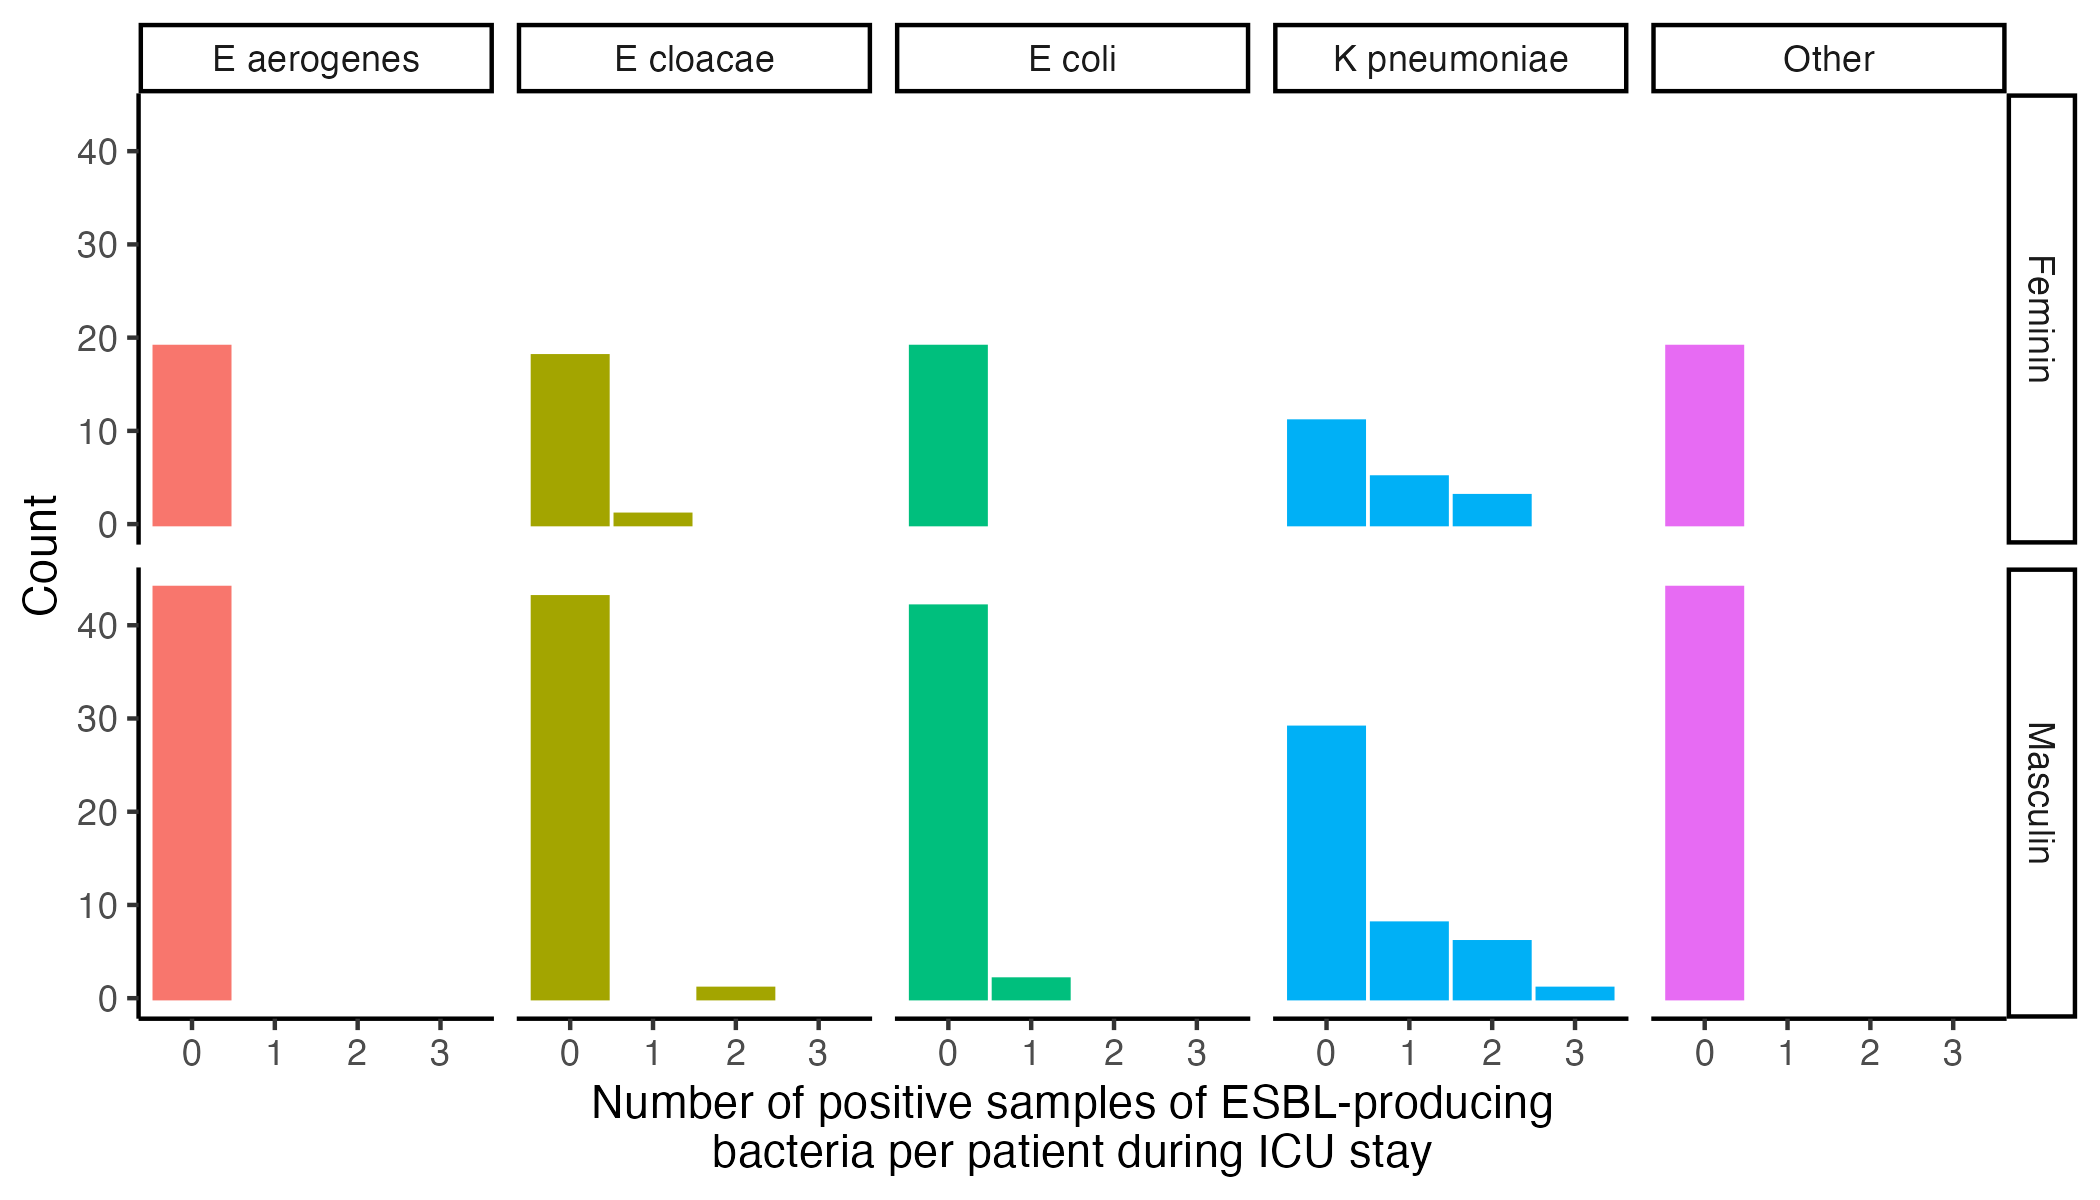 E aerogenes
E cloacae
E coli
K pneumoniae
Other
Count
40
30
20
10
0
Feminin
40
30
20
10
0
Masculin
0 1 2 3
0 1 2 3
0 1 2 3
0 1 2 3
0 1 2 3
Number of positive samples of ESBL-producing
bacteria per patient during ICU stay